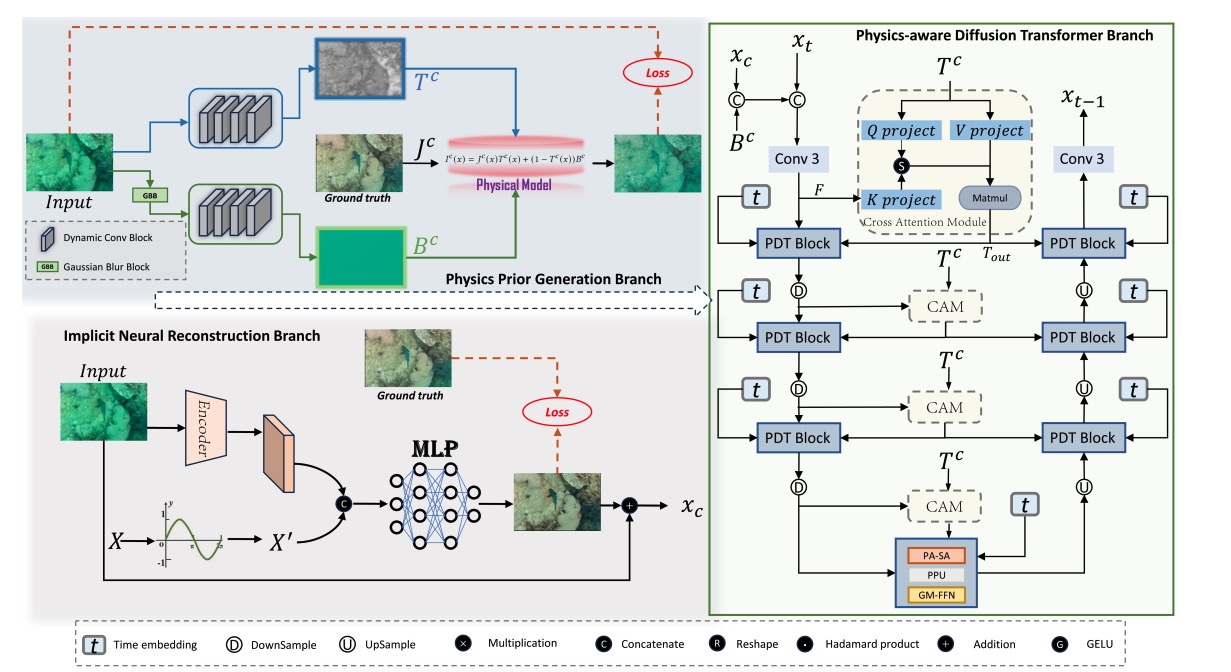 Input
GBB
Dynamic Conv Block
GBB
Gaussian Blur Block
T^c
Ground truth
J^c
I^c(x) = J^c(x)T^c(x) + (1 − T^c(x))B^c
Physical Model
B^c
Loss
Physics Prior Generation Branch
Implicit Neural Reconstruction Branch
Input
Encoder
Ground truth
Loss
MLP
C
X
y
1
0
π
-1
X'
+
x_c
Physics-aware Diffusion Transformer Branch
x_c
x_t
C
C
B^c
Conv 3
F
T^c
Q project
V project
S
K project
Matmul
Cross Attention Module
T_out
x_{t-1}
Conv 3
t
t
PDT Block
PDT Block
D
T^c
U
t
CAM
t
PDT Block
PDT Block
D
T^c
U
t
CAM
t
PDT Block
PDT Block
D
T^c
U
CAM
t
PA-SA
PPU
GM-FFN
t Time embedding
D DownSample
U UpSample
× Multiplication
C Concatenate
R Reshape
· Hadamard product
+ Addition
G GELU